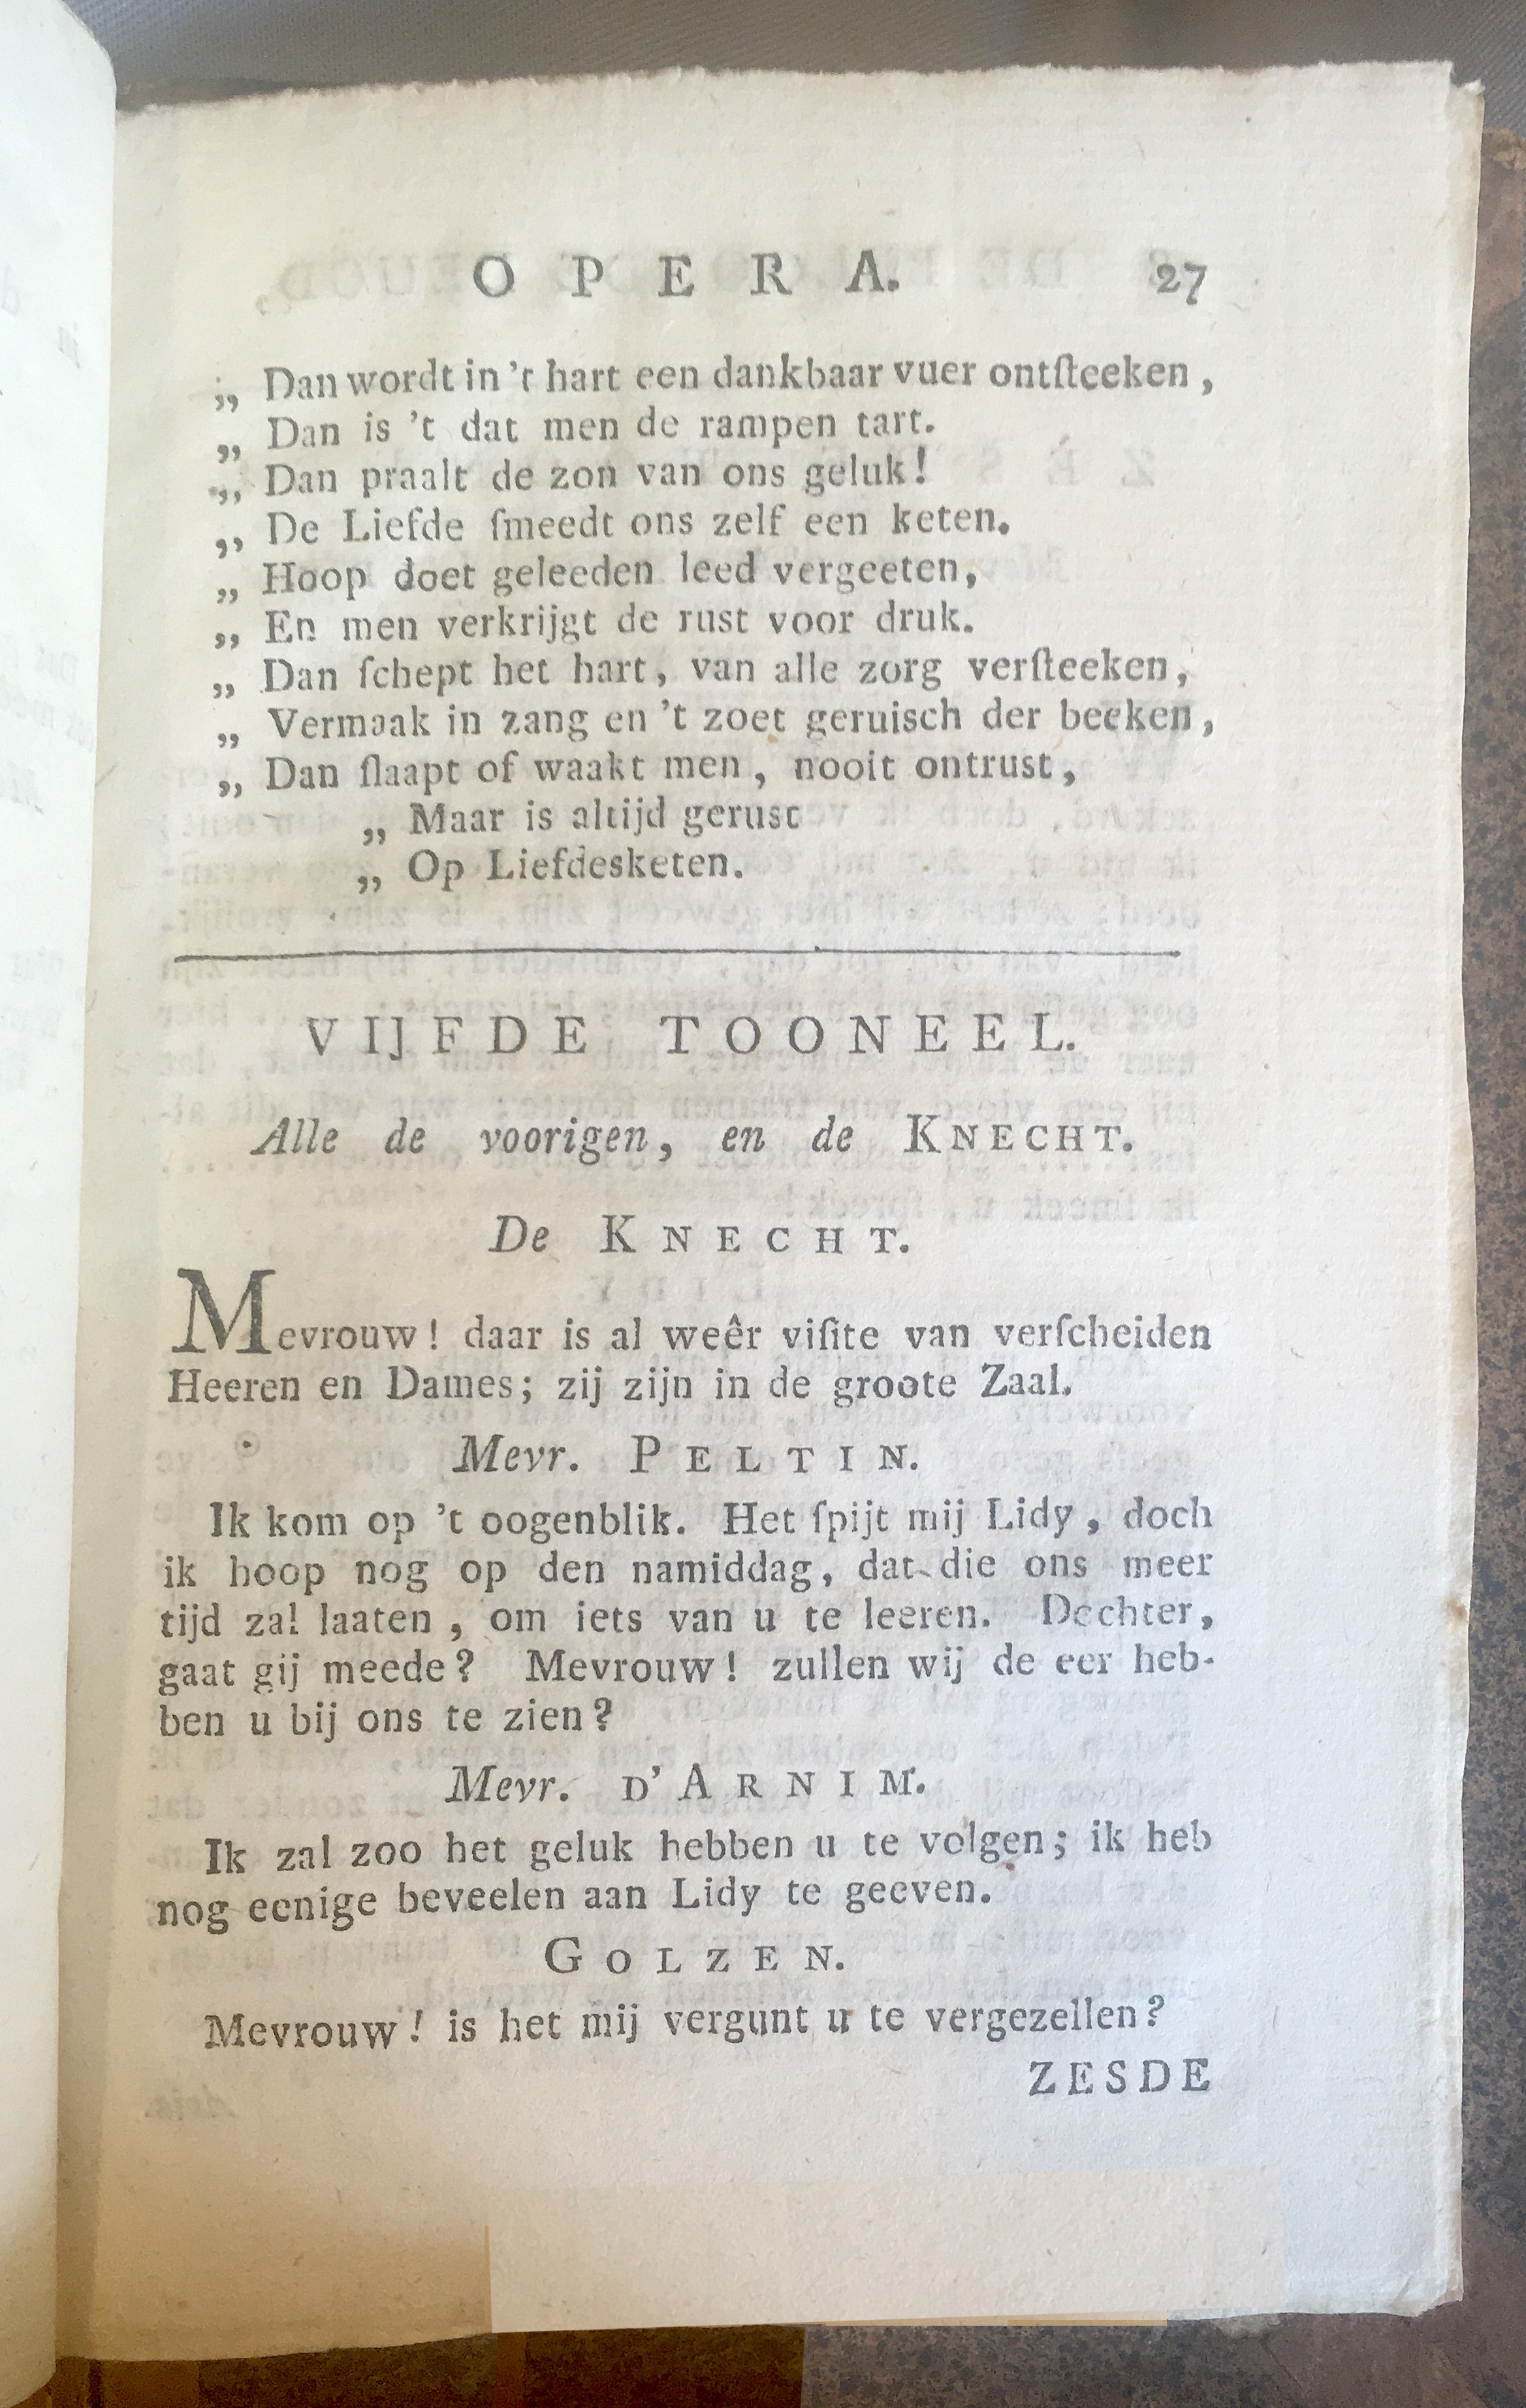 OPERA. 27
„ Dan wordt in 't hart een dankbaar vuer ontſteeken,
„ Dan is 't dat men de rampen tart.
„ Dan praalt de zon van ons geluk!
„ De Liefde ſmeedt ons zelf een keten.
„ Hoop doet geleeden leed vergeeten,
„ En men verkrijgt de rust voor druk.
„ Dan ſchept het hart, van alle zorg verſteeken,
„ Vermaak in zang en 't zoet geruisch der beeken,
„ Dan ſlaapt of waakt men, nooit ontrust,
„ Maar is altijd gerust
„ Op Liefdesketen.
VIJFDE TOONEEL.
Alle de voorigen, en de KNECHT.
De KNECHT.
Mevrouw! daar is al weêr viſite van verſcheiden
Heeren en Dames; zij zijn in de groote Zaal.
Mevr. PELTIN.
Ik kom op 't oogenblik. Het ſpijt mij Lidy, doch
ik hoop nog op den namiddag, dat die ons meer
tijd zal laaten, om iets van u te leeren. Dochter,
gaat gij meede? Mevrouw! zullen wij de eer heb-
ben u bij ons te zien?
Mevr. D'ARNIM.
Ik zal zoo het geluk hebben u te volgen; ik heb
nog eenige beveelen aan Lidy te geeven.
GOLZEN.
Mevrouw! is het mij vergunt u te vergezellen?
ZESDE